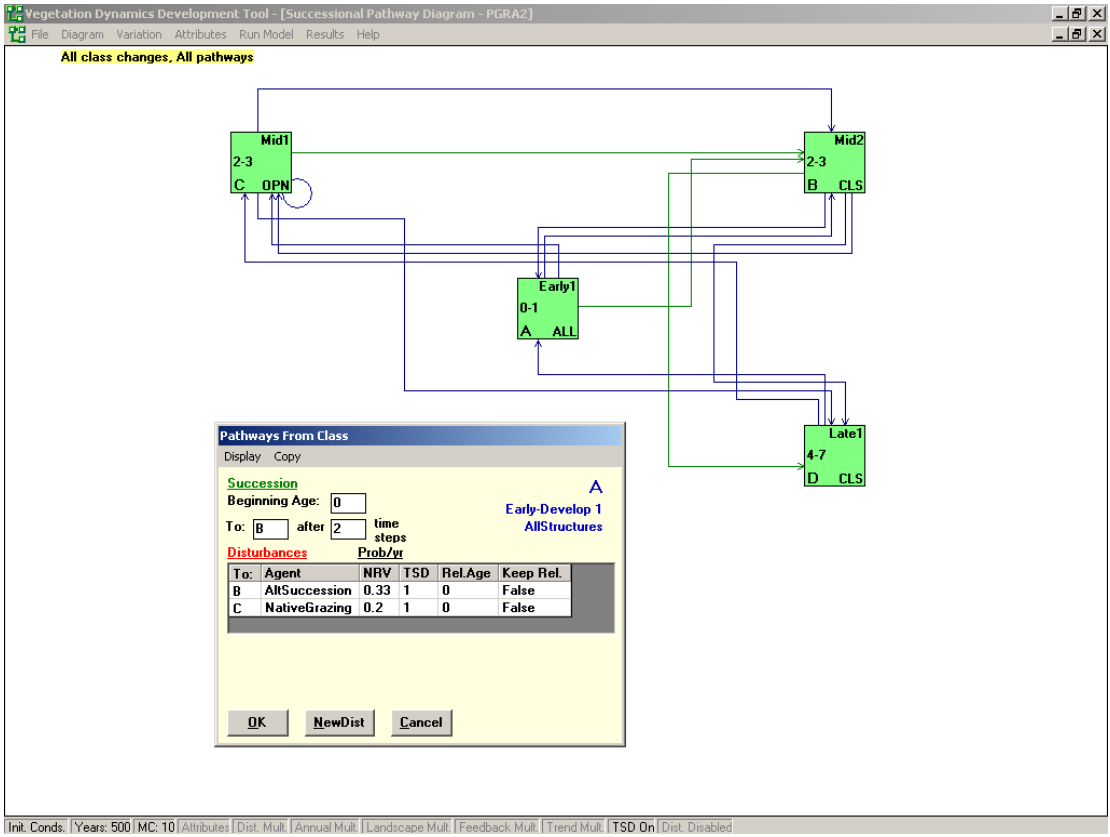 Vegetation Dynamics Development Tool - [Successional Pathway Diagram - PGRA2]
File Diagram Variation Attributes Run Model Results Help
All class changes, All pathways
Mid1
2-3
C OPN
Mid2
2-3
B CLS
Early1
0-1
A ALL
Late1
4-7
D CLS
Pathways From Class
Display Copy
Succession
A
Beginning Age: 0
Early-Develop 1
AllStructures
To: B after 2 time steps
Disturbances Prob/yr
To: Agent NRV TSD Rel.Age Keep Rel.
B AltSuccession 0.33 1 0 False
C NativeGrazing 0.2 1 0 False
OK NewDist Cancel
Init. Conds. Years: 500 MC: 10 Attributes Dist. Mult. Annual Mult. Landscape Mult. Feedback Mult. Trend Mult. TSD On Dist. Disabled